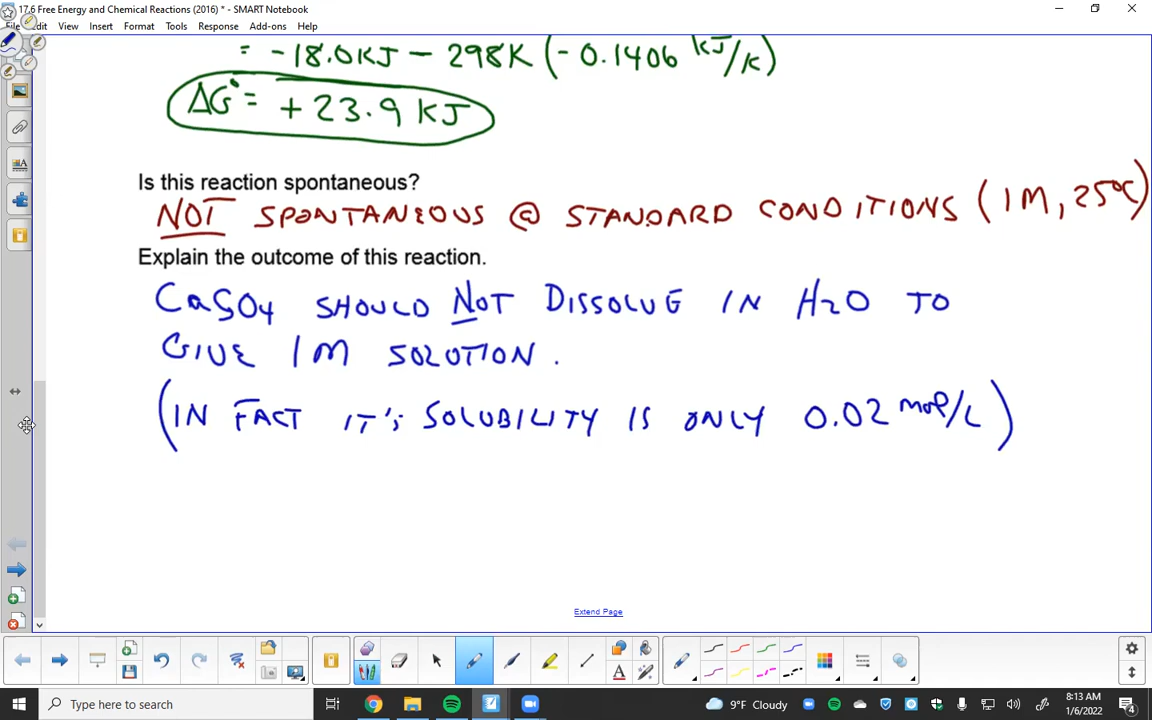 17.6 Free Energy and Chemical Reactions (2016) * - SMART Notebook
File Edit View Insert Format Tools Response Add-ons Help
= -18.0KJ - 298K (-0.1406 KJ/K)
ΔG° = +23.9 KJ
Is this reaction spontaneous?
NOT SPONTANEOUS @ STANDARD CONDITIONS (1M, 25°C)
Explain the outcome of this reaction.
CaSO4 SHOULD NOT DISSOLVE IN H2O TO
GIVE 1M SOLUTION.
(IN FACT IT'S SOLUBILITY IS ONLY 0.02 mol/L)
Extend Page
A
Type here to search
9°F Cloudy
8:13 AM
1/6/2022
4